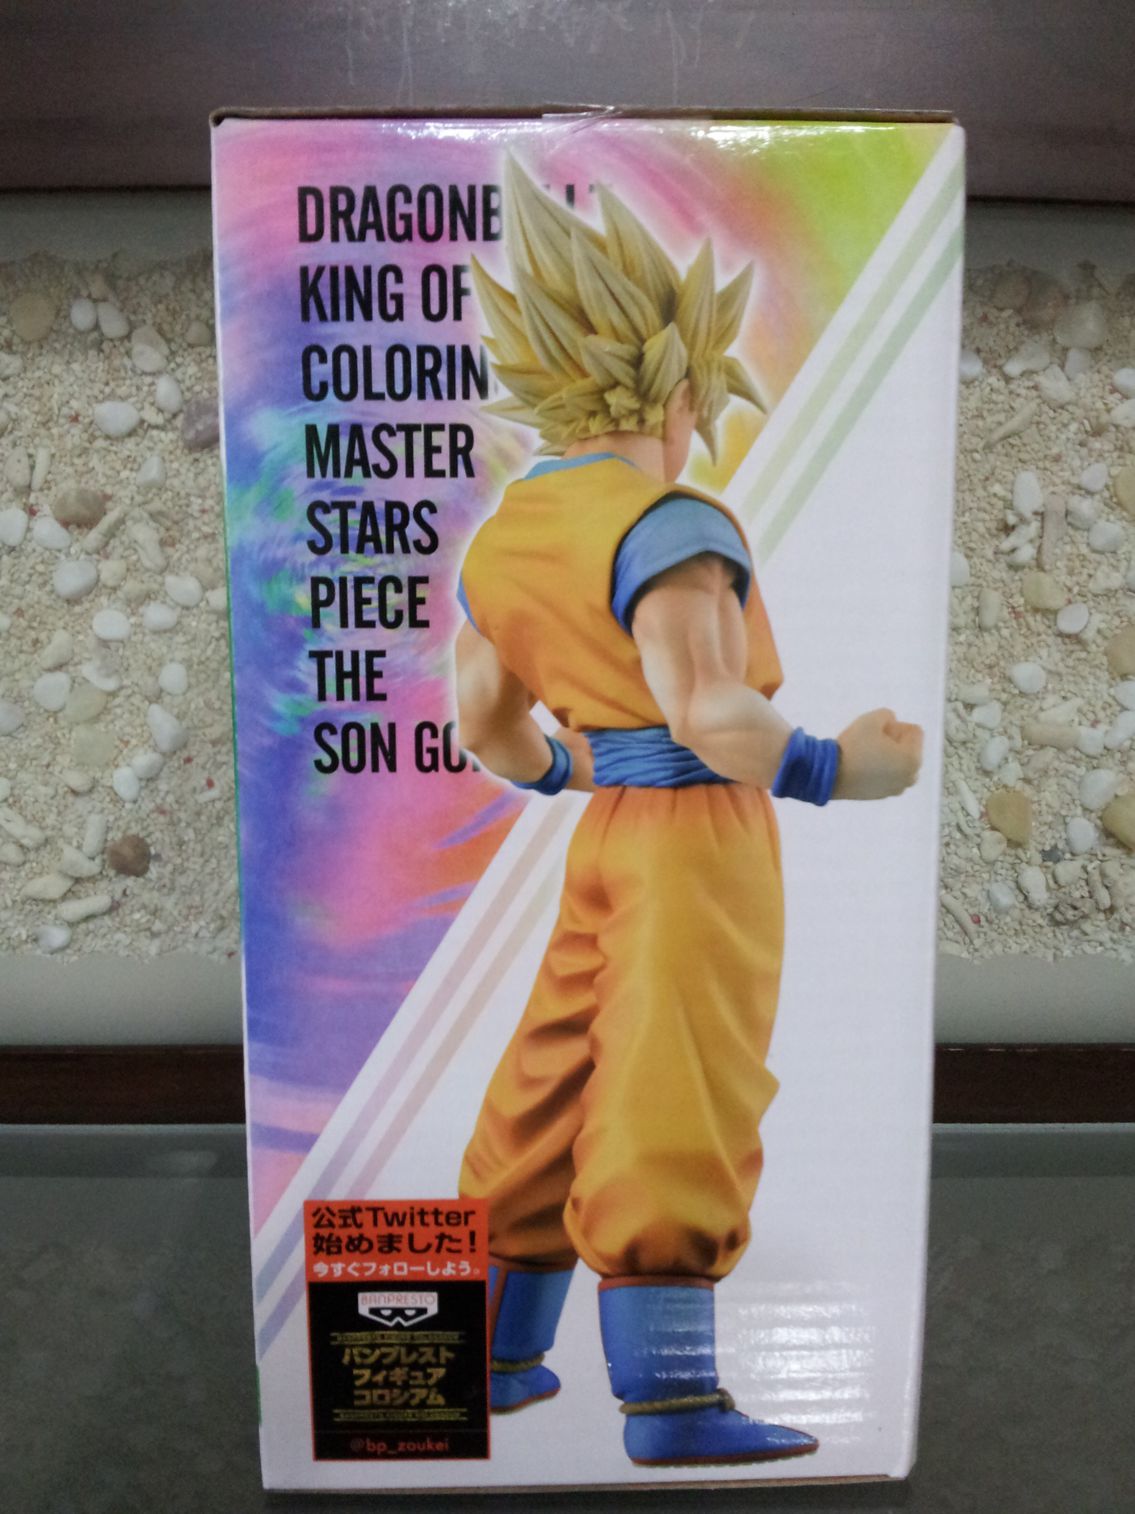 DRAGONB
KING OF
COLORIN
MASTER
STARS
PIECE
THE
SON GO
公式Twitter
始めました!
今すぐフォローしよう。
BANPRESTO
バンプレスト
フィギュア
コロシアム
@bp_zoukei